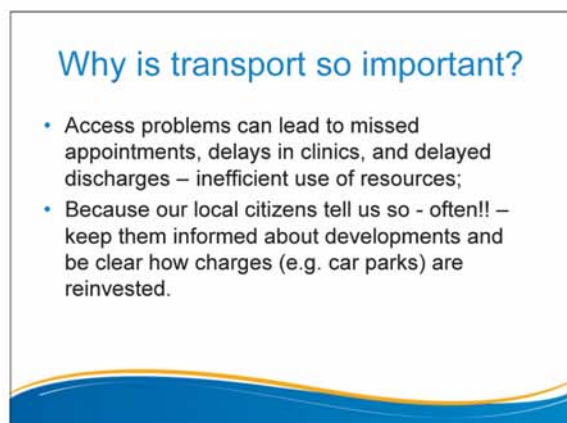 Why is transport so important?
• Access problems can lead to missed
appointments, delays in clinics, and delayed
discharges – inefficient use of resources;
• Because our local citizens tell us so - often!! –
keep them informed about developments and
be clear how charges (e.g. car parks) are
reinvested.